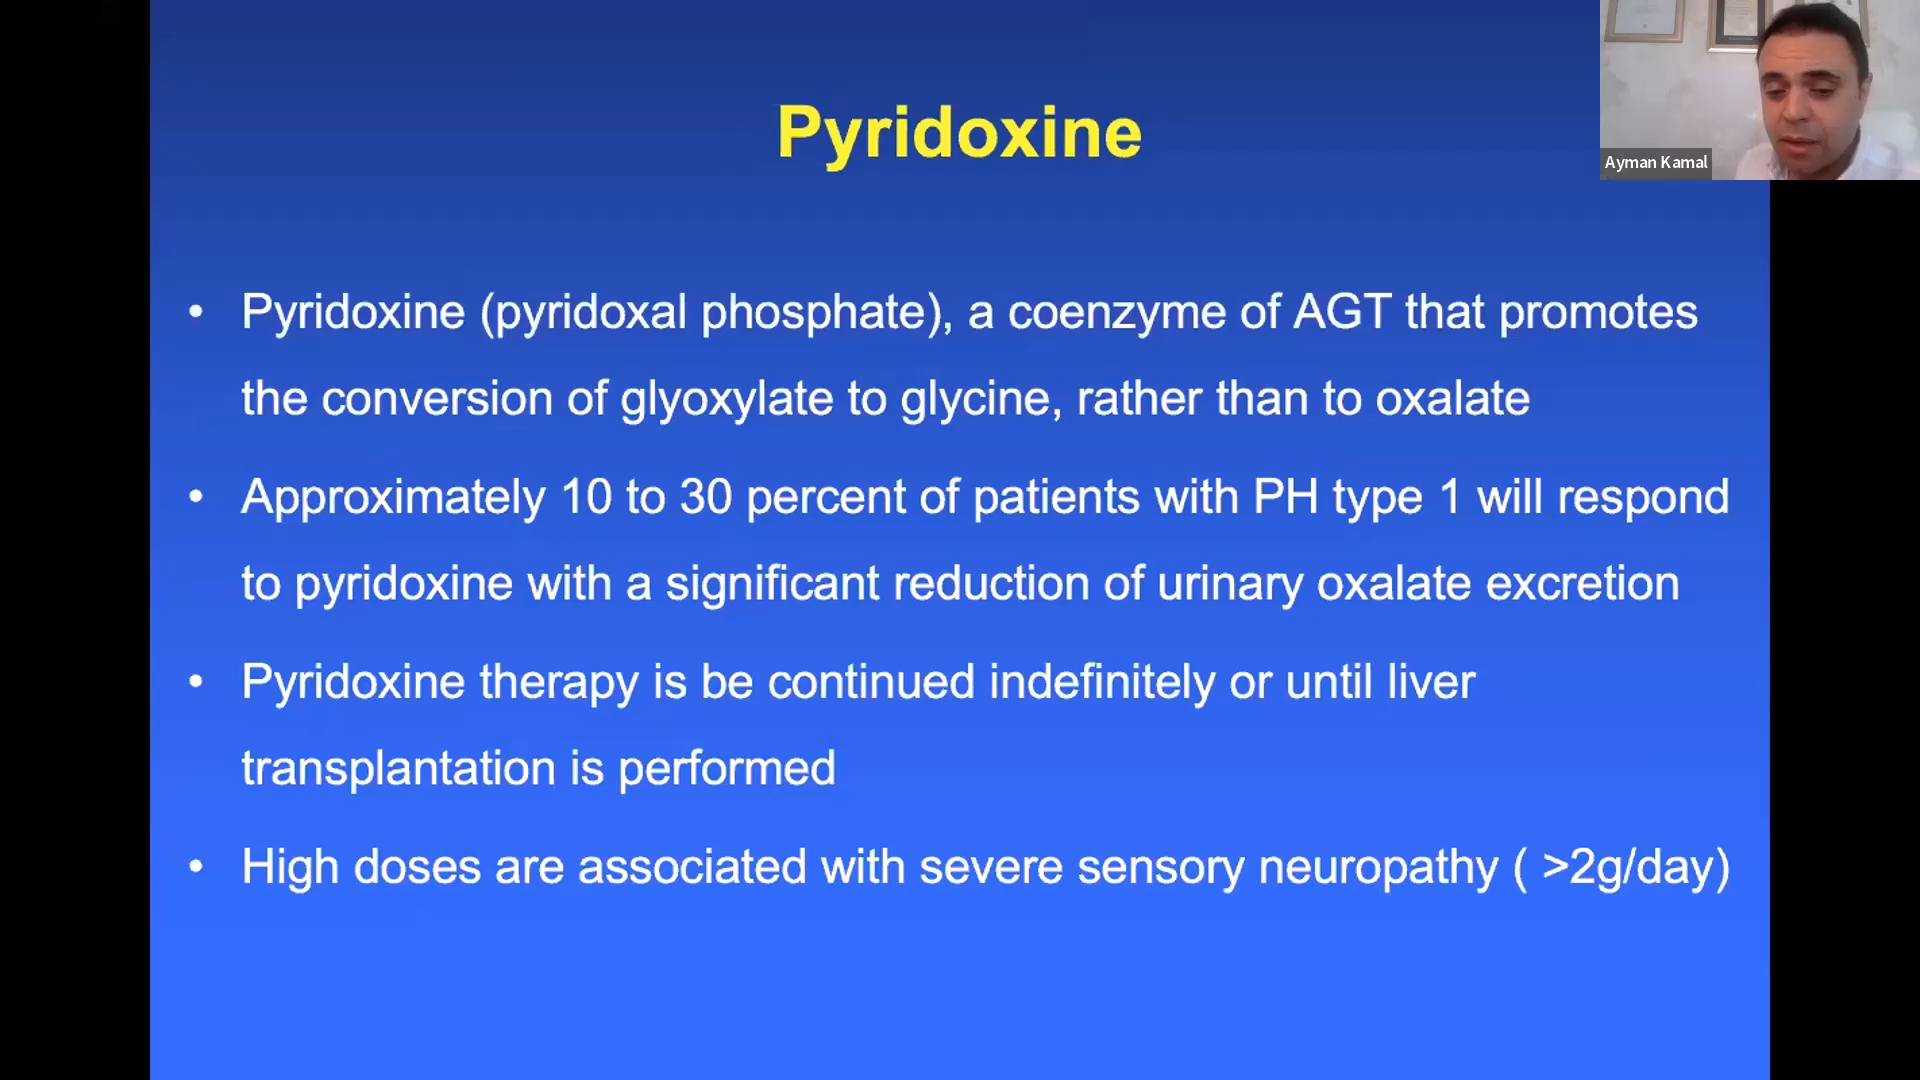 Pyridoxine
Ayman Kamal
• Pyridoxine (pyridoxal phosphate), a coenzyme of AGT that promotes
the conversion of glyoxylate to glycine, rather than to oxalate
• Approximately 10 to 30 percent of patients with PH type 1 will respond
to pyridoxine with a significant reduction of urinary oxalate excretion
• Pyridoxine therapy is be continued indefinitely or until liver
transplantation is performed
• High doses are associated with severe sensory neuropathy ( >2g/day)